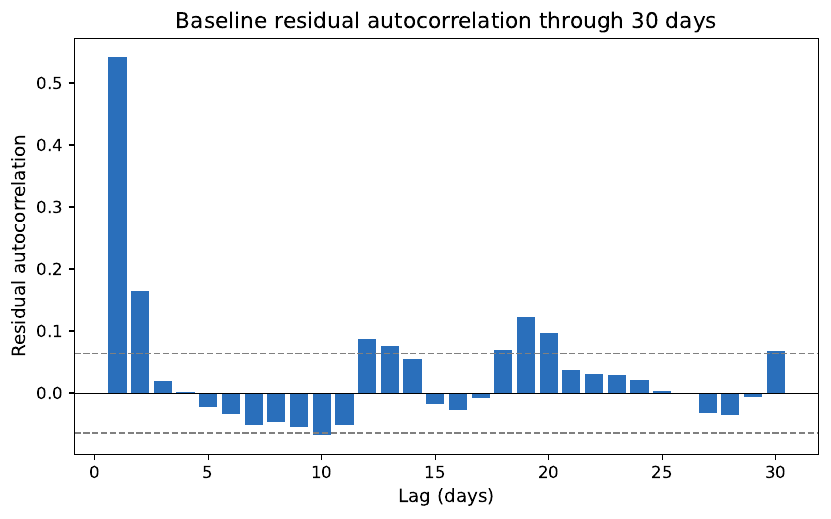 Baseline residual autocorrelation through 30 days
Residual autocorrelation
0.5
0.4
0.3
0.2
0.1
0.0
0 5 10 15 20 25 30
Lag (days)